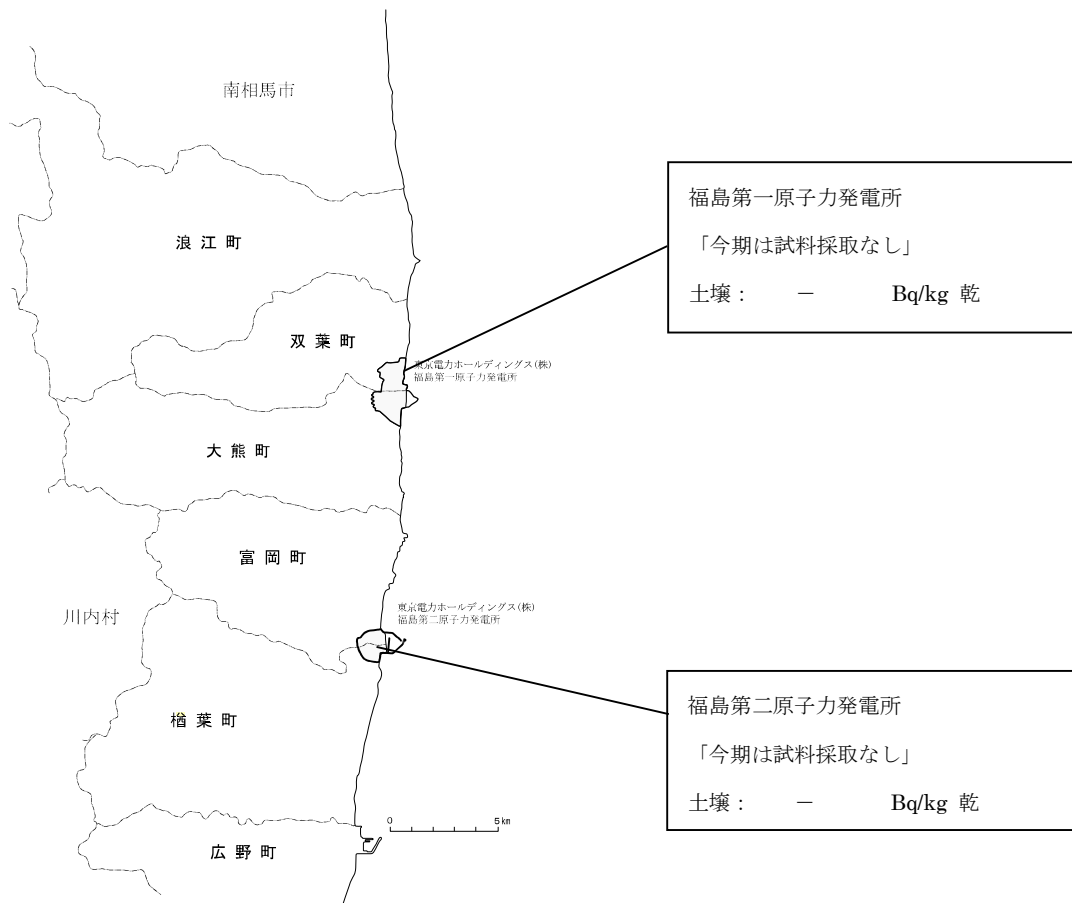 南相馬市
福島第一原子力発電所
「今期は試料採取なし」
土壌： － Bq/kg 乾
浪江町
双葉町
東京電力ホールディングス(株)
福島第一原子力発電所
大熊町
富岡町
東京電力ホールディングス(株)
福島第二原子力発電所
川内村
福島第二原子力発電所
「今期は試料採取なし」
土壌： － Bq/kg 乾
楢葉町
0 5km
広野町